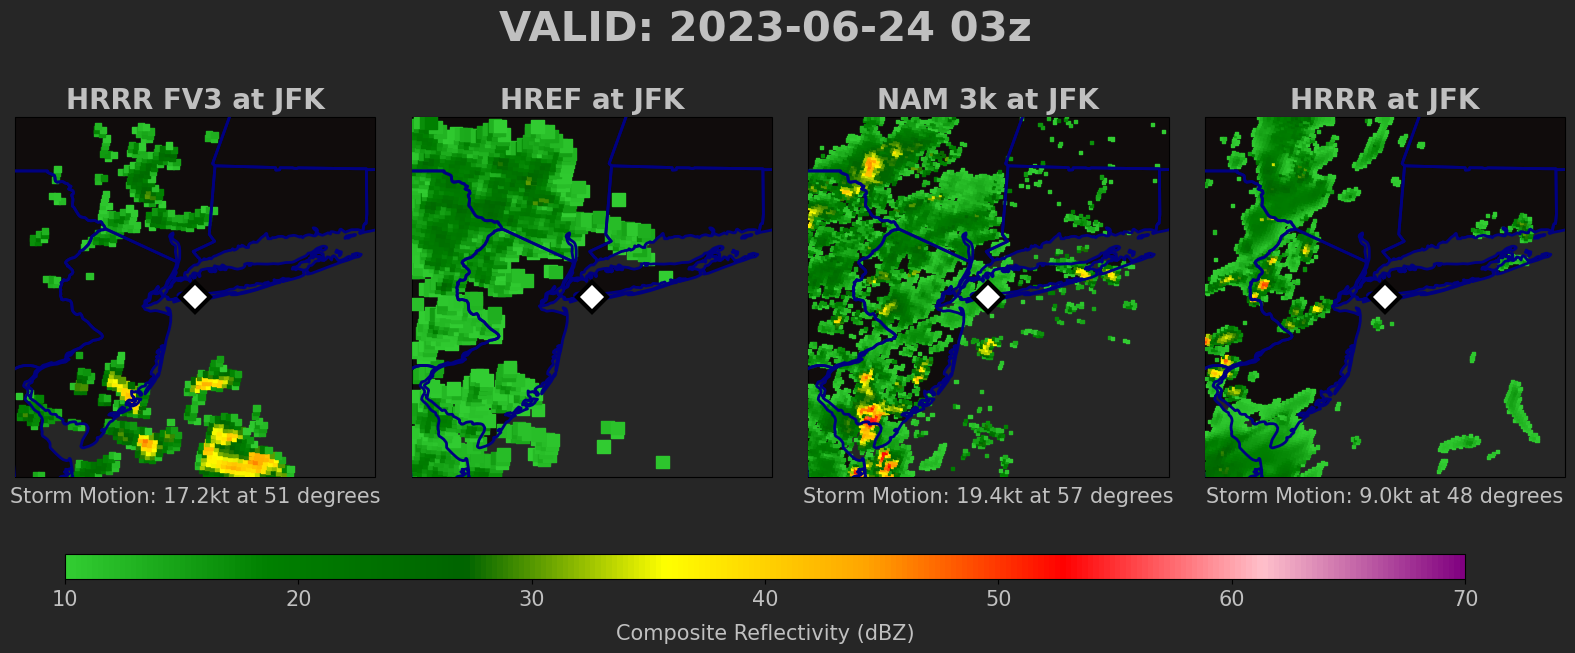 VALID: 2023-06-24 03z
HRRR FV3 at JFK
HREF at JFK
NAM 3k at JFK
HRRR at JFK
Storm Motion: 17.2kt at 51 degrees
Storm Motion: 19.4kt at 57 degrees
Storm Motion: 9.0kt at 48 degrees
10 20 30 40 50 60 70
Composite Reflectivity (dBZ)